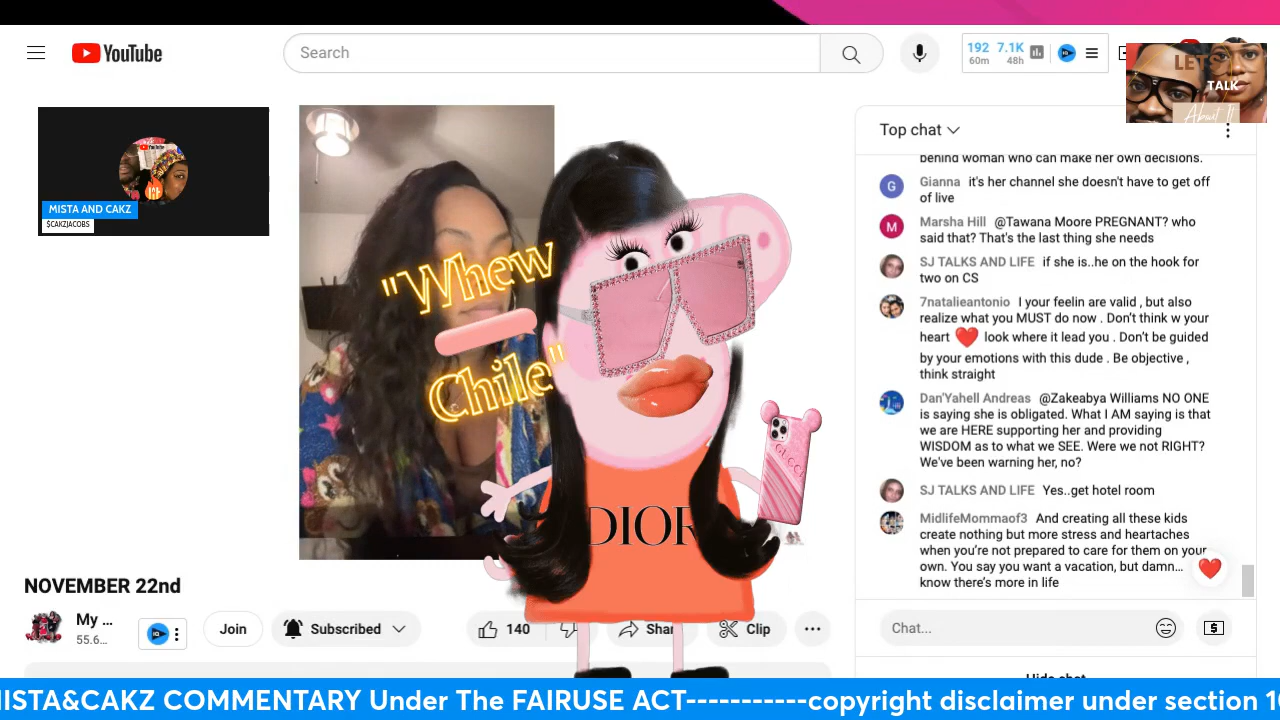 YouTube
Search
192 7.1K
60m 48h
LETS
TALK
About It
MISTA AND CAKZ
$CAKZJACOBS
"Whew
Chile"
DIOR
GUCCI
NOVEMBER 22nd
My ...
55.6...
Join
Subscribed
140
Shar
Clip
Top chat
behind woman who can make her own decisions.
Gianna it's her channel she doesn't have to get off
of live
Marsha Hill @Tawana Moore PREGNANT? who
said that? That's the last thing she needs
SJ TALKS AND LIFE if she is..he on the hook for
two on CS
7natalieantonio I your feelin are valid , but also
realize what you MUST do now . Don't think w your
heart ❤️ look where it lead you . Don't be guided
by your emotions with this dude . Be objective ,
think straight
Dan'Yahell Andreas @Zakeabya Williams NO ONE
is saying she is obligated. What I AM saying is that
we are HERE supporting her and providing
WISDOM as to what we SEE. Were we not RIGHT?
We've been warning her, no?
SJ TALKS AND LIFE Yes..get hotel room
MidlifeMommaof3 And creating all these kids
create nothing but more stress and heartaches
when you're not prepared to care for them on your
own. You say you want a vacation, but damn...
know there's more in life
Chat...
Hide chat
MISTA&CAKZ COMMENTARY Under The FAIRUSE ACT-----------copyright disclaimer under section 10